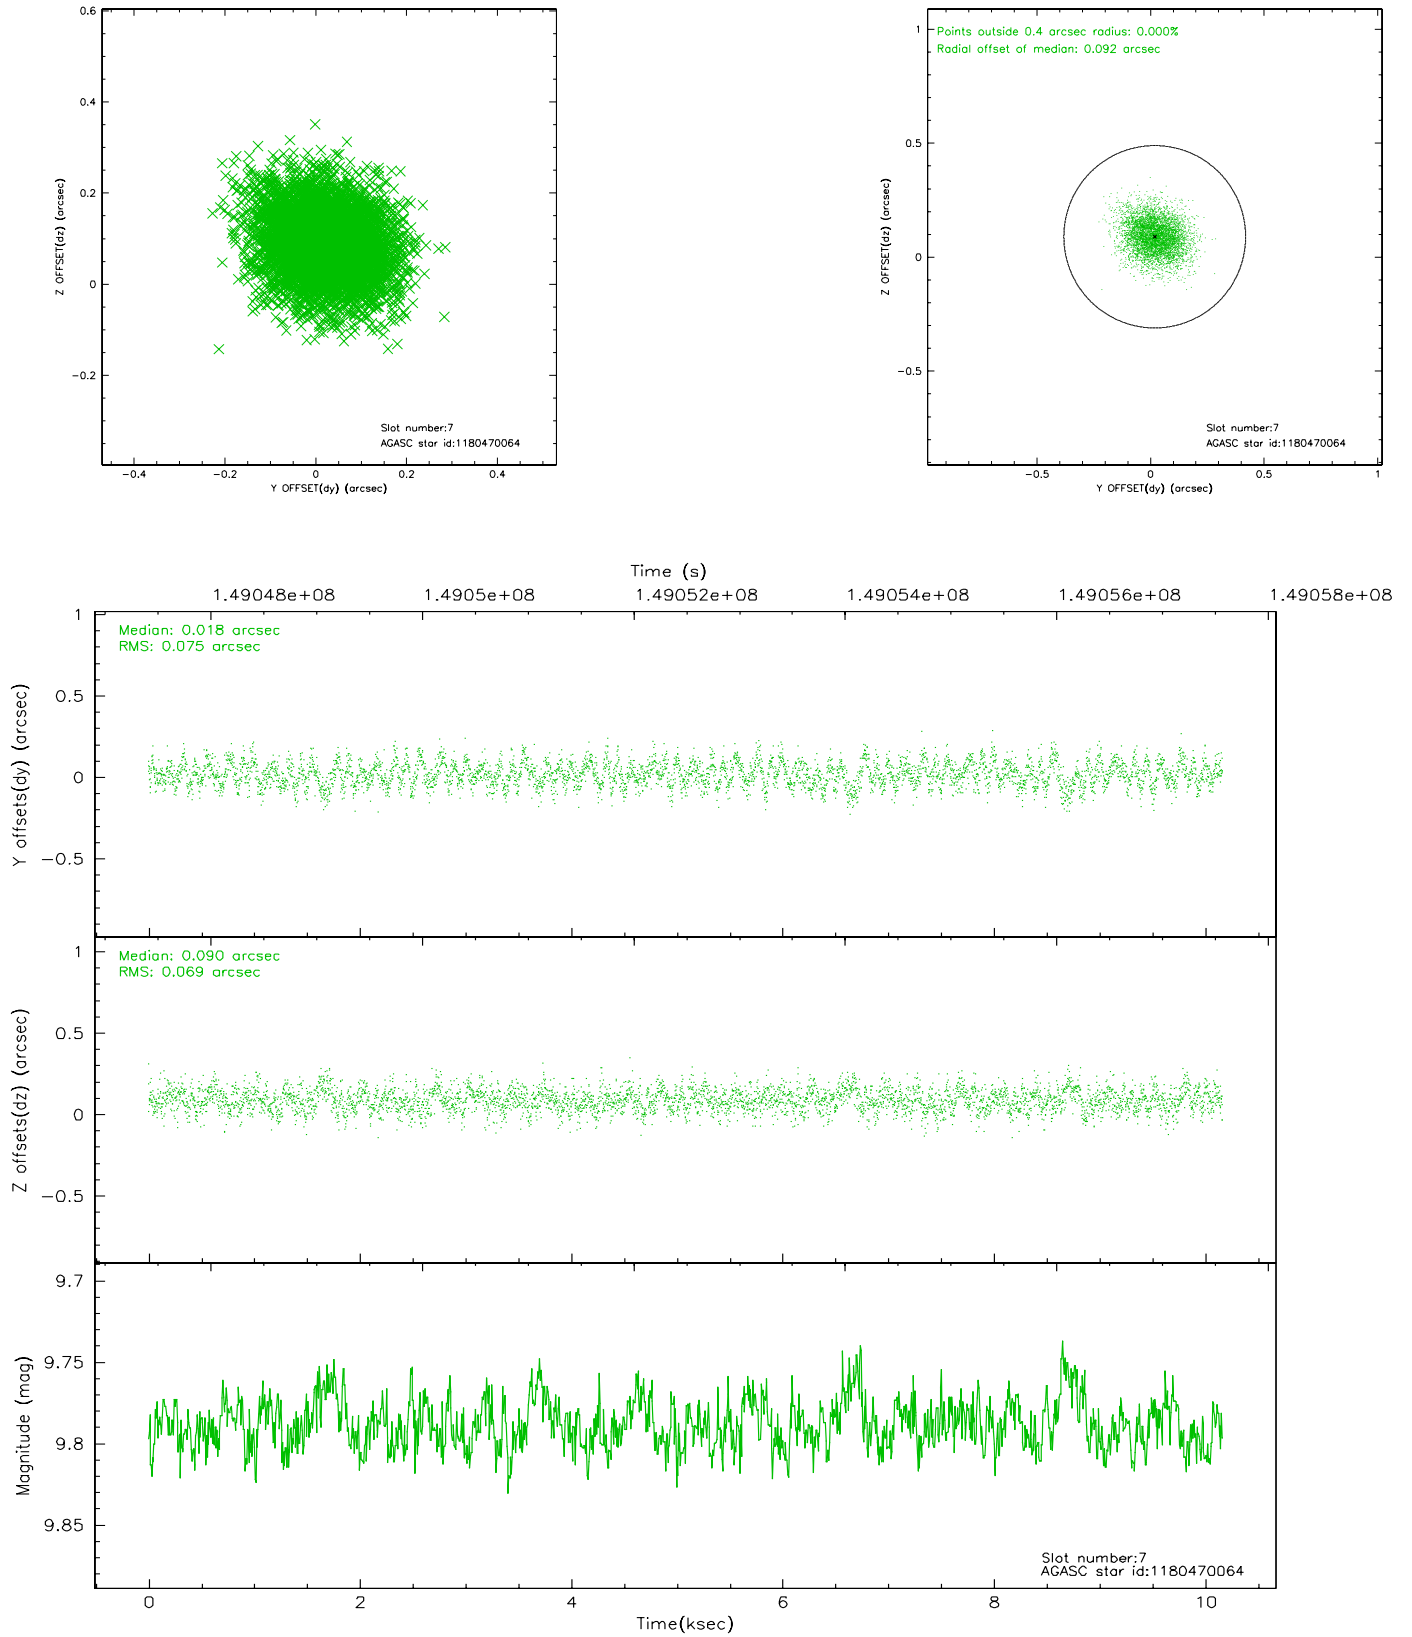 0.6
0.4
0.2
0
−0.2
Z OFFSET(dz) (arcsec)
−0.4
−0.2
0
0.2
0.4
Y OFFSET(dy) (arcsec)
Slot number:7
AGASC star id:1180470064
Points outside 0.4 arcsec radius: 0.000%
Radial offset of median: 0.092 arcsec
1
0.5
0
−0.5
Z OFFSET(dz) (arcsec)
−0.5
0
0.5
1
Y OFFSET(dy) (arcsec)
Slot number:7
AGASC star id:1180470064
Time (s)
1.49048e+08
1.4905e+08
1.49052e+08
1.49054e+08
1.49056e+08
1.49058e+08
Median: 0.018 arcsec
RMS: 0.075 arcsec
1
0.5
0
−0.5
Y offsets(dy) (arcsec)
Median: 0.090 arcsec
RMS: 0.069 arcsec
1
0.5
0
−0.5
Z offsets(dz) (arcsec)
9.7
9.75
9.8
9.85
Magnitude (mag)
Slot number:7
AGASC star id:1180470064
0
2
4
6
8
10
Time(ksec)